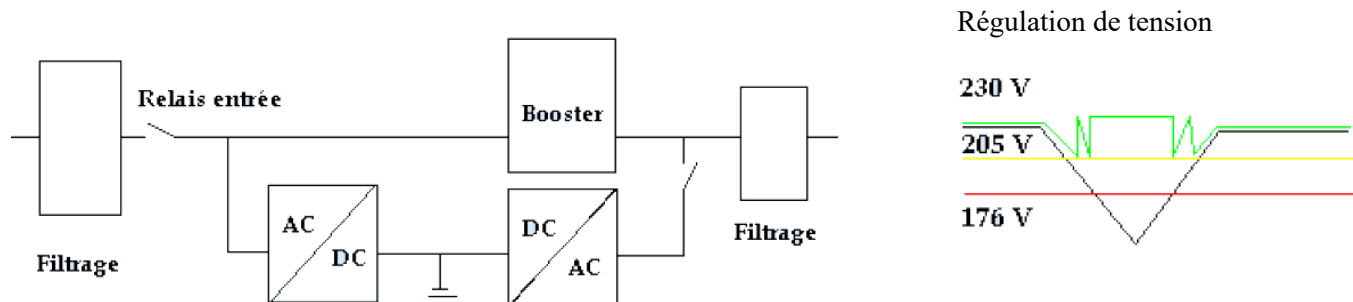 Régulation de tension
Relais entrée
Booster
230 V
205 V
176 V
AC
DC
DC
AC
Filtrage
Filtrage